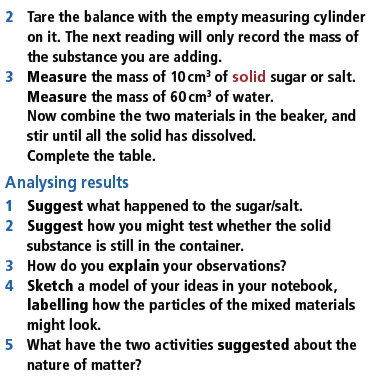 2 Tare the balance with the empty measuring cylinder
on it. The next reading will only record the mass of
the substance you are adding.
3 Measure the mass of 10 cm³ of solid sugar or salt.
Measure the mass of 60 cm³ of water.
Now combine the two materials in the beaker, and
stir until all the solid has dissolved.
Complete the table.
Analysing results
1 Suggest what happened to the sugar/salt.
2 Suggest how you might test whether the solid
substance is still in the container.
3 How do you explain your observations?
4 Sketch a model of your ideas in your notebook,
labelling how the particles of the mixed materials
might look.
5 What have the two activities suggested about the
nature of matter?